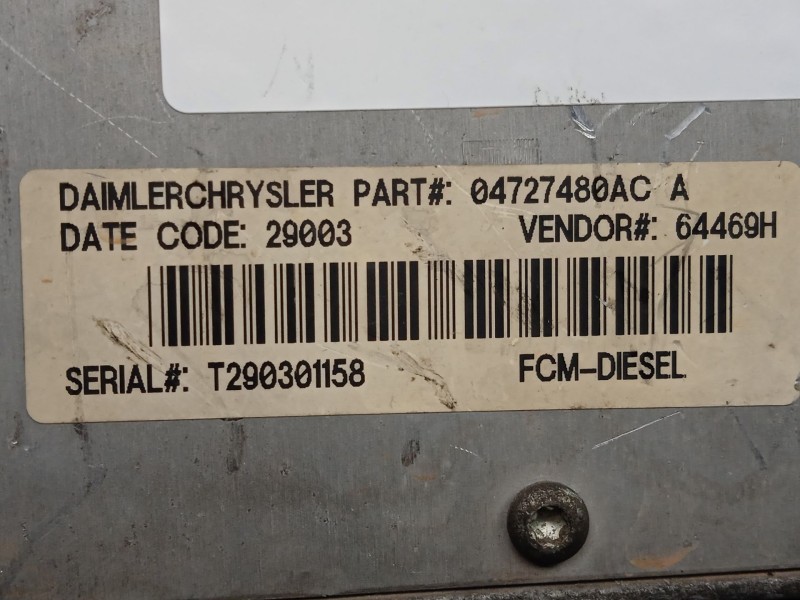 DAIMLERCHRYSLER PART#: 04727480AC A
DATE CODE: 29003 VENDOR#: 64469H
SERIAL#: T290301158 FCM-DIESEL